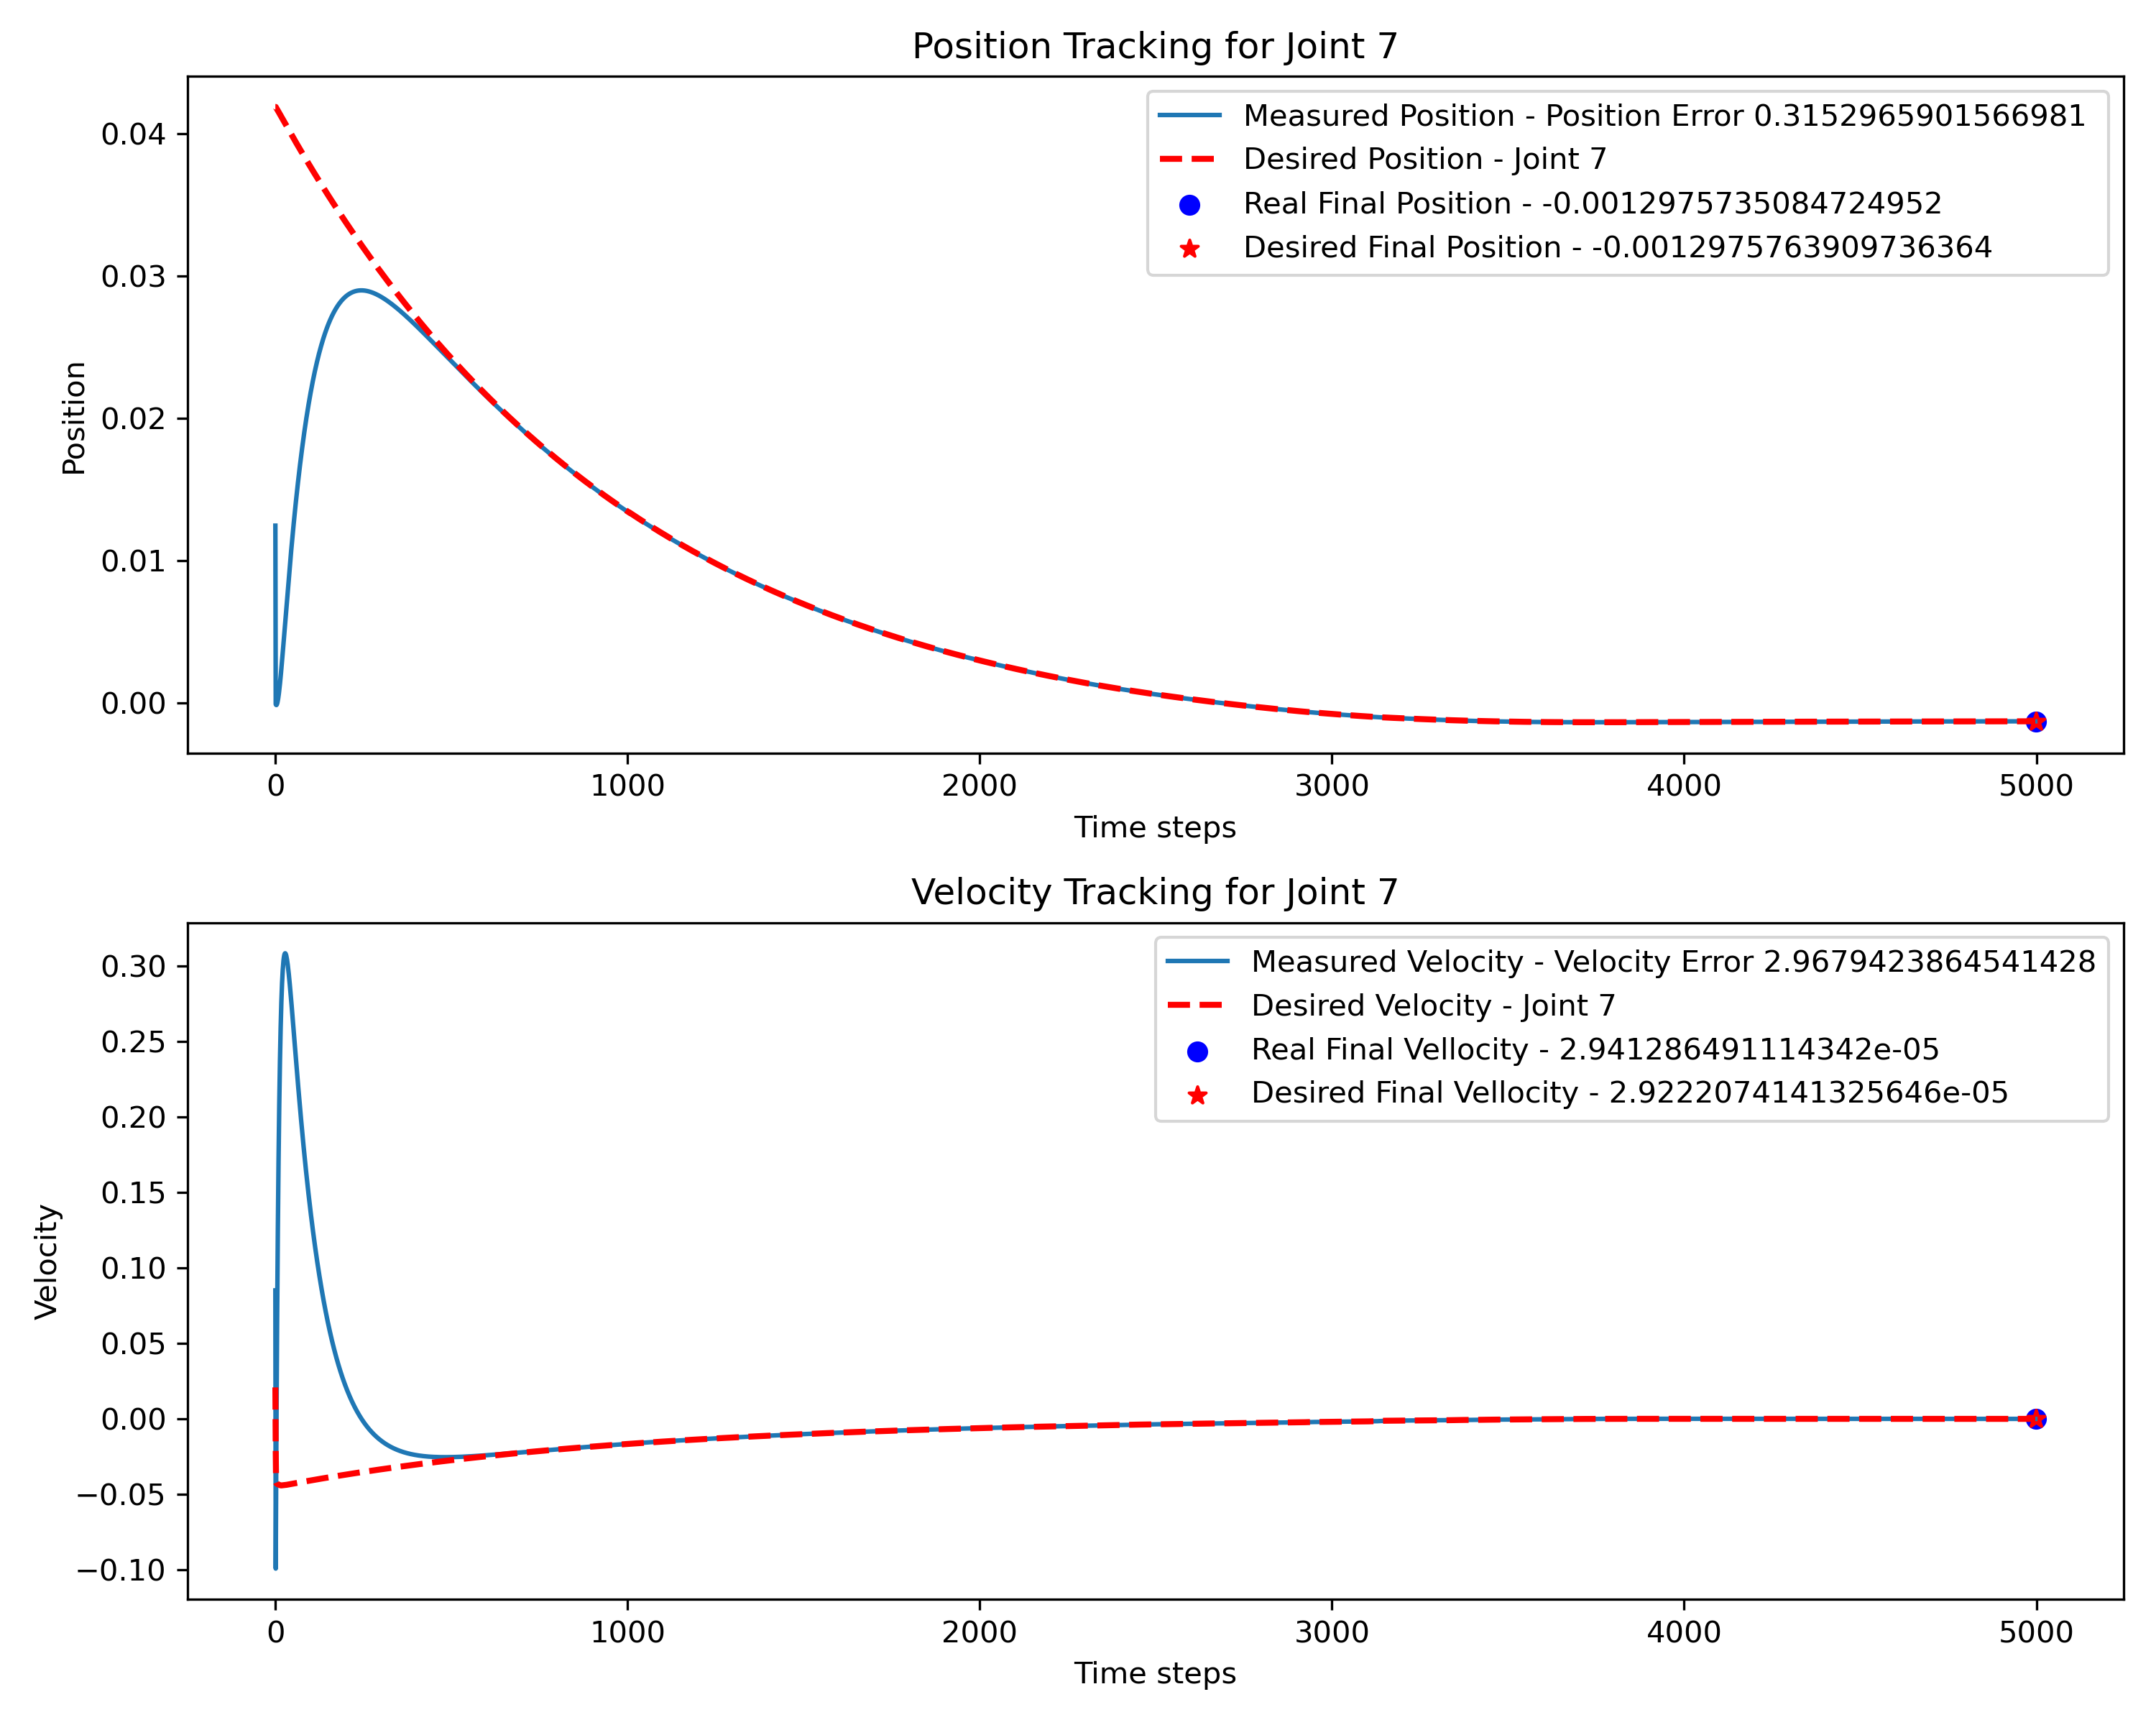 Position Tracking for Joint 7
Measured Position - Position Error 0.3152965901566981
Desired Position - Joint 7
Real Final Position - -0.0012975735084724952
Desired Final Position - -0.0012975763909736364
0.04
0.03
0.02
0.01
0.00
Position
0 1000 2000 3000 4000 5000
Time steps
Velocity Tracking for Joint 7
Measured Velocity - Velocity Error 2.9679423864541428
Desired Velocity - Joint 7
Real Final Vellocity - 2.941286491114342e-05
Desired Final Vellocity - 2.9222074141325646e-05
0.30
0.25
0.20
0.15
0.10
0.05
0.00
−0.05
−0.10
Velocity
0 1000 2000 3000 4000 5000
Time steps